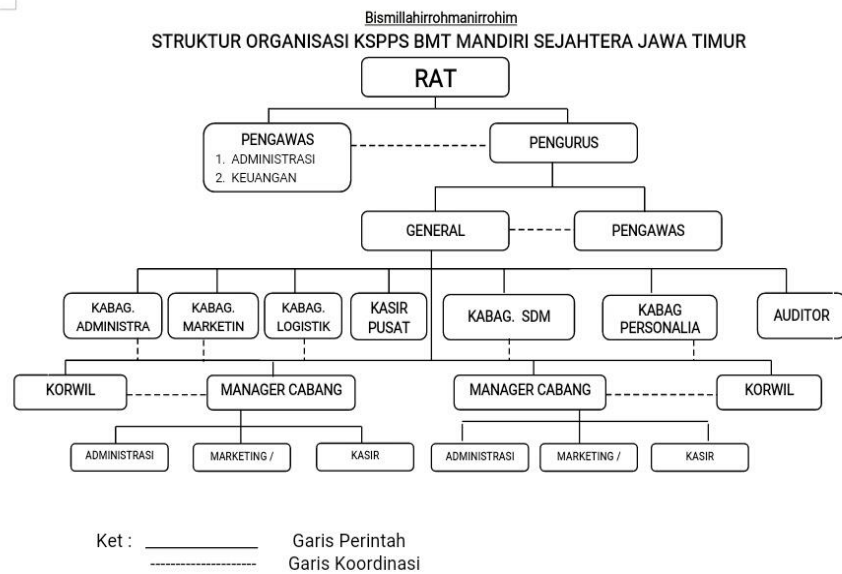 Bismillahirrohmanirrohim
STRUKTUR ORGANISASI KSPPS BMT MANDIRI SEJAHTERA JAWA TIMUR
RAT
PENGAWAS
1. ADMINISTRASI
2. KEUANGAN
PENGURUS
GENERAL
PENGAWAS
KABAG.
ADMINISTRA
KABAG.
MARKETIN
KABAG.
LOGISTIK
KASIR
PUSAT
KABAG. SDM
KABAG
PERSONALIA
AUDITOR
KORWIL
MANAGER CABANG
MANAGER CABANG
KORWIL
ADMINISTRASI
MARKETING /
KASIR
ADMINISTRASI
MARKETING /
KASIR
Ket :
Garis Perintah
Garis Koordinasi